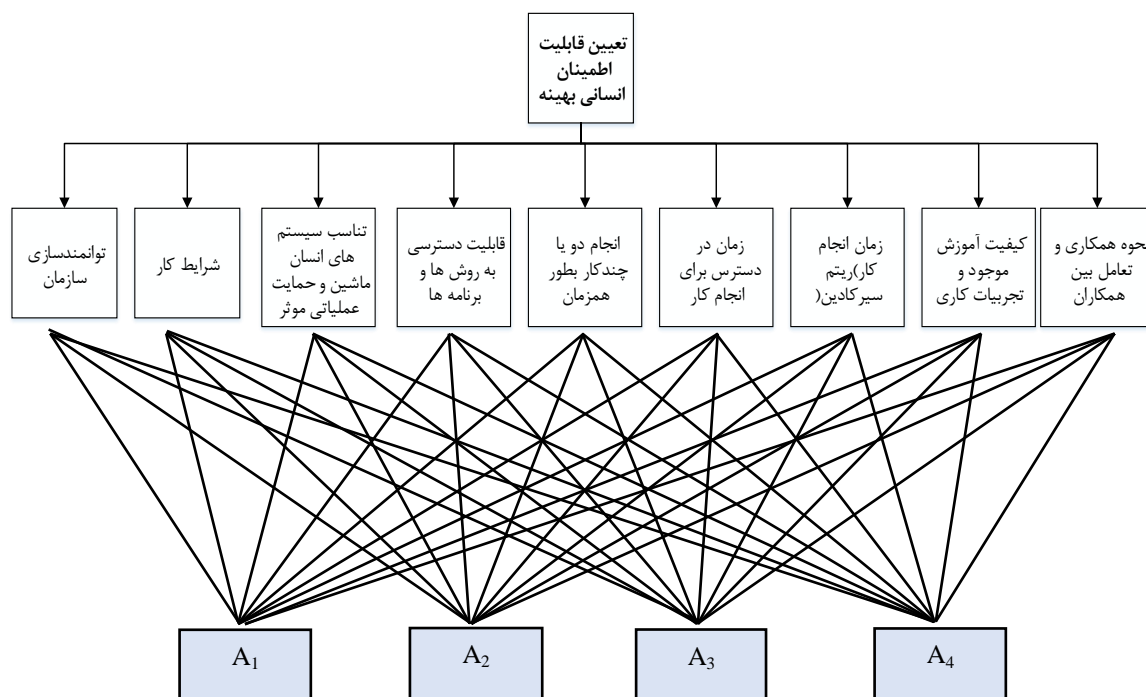 تعیین قابلیت
اطمینان
انسانی بهینه
نحوه همکاری و
تعامل بین
همکاران
کیفیت آموزش
موجود و
تجربیات کاری
زمان انجام
کار)ریتم
سیرکادین(
زمان در
دسترس برای
انجام کار
انجام دو یا
چندکار بطور
همزمان
قابلیت دسترسی
به روش ها و
برنامه ها
تناسب سیستم
های انسان
ماشین و حمایت
عملیاتی موثر
شرایط کار
توانمندسازی
سازمان
A1
A2
A3
A4